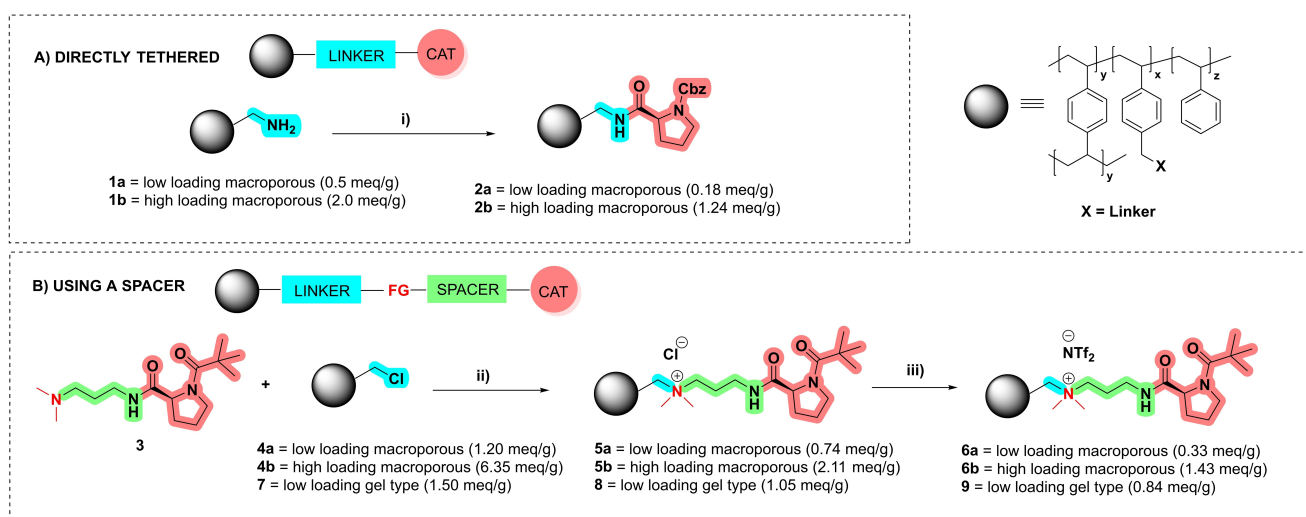 A) DIRECTLY TETHERED
LINKER
CAT
NH2
i)
O
Cbz
N
N
H
1a = low loading macroporous (0.5 meq/g)
1b = high loading macroporous (2.0 meq/g)
2a = low loading macroporous (0.18 meq/g)
2b = high loading macroporous (1.24 meq/g)
y
x
z
X
y
X = Linker
B) USING A SPACER
LINKER
FG
SPACER
CAT
N
N
H
O
O
N
3
+
Cl
ii)
Cl−
N
+
N
H
O
O
N
iii)
−
NTf2
N
+
N
H
O
O
N
4a = low loading macroporous (1.20 meq/g)
4b = high loading macroporous (6.35 meq/g)
7 = low loading gel type (1.50 meq/g)
5a = low loading macroporous (0.74 meq/g)
5b = high loading macroporous (2.11 meq/g)
8 = low loading gel type (1.05 meq/g)
6a = low loading macroporous (0.33 meq/g)
6b = high loading macroporous (1.43 meq/g)
9 = low loading gel type (0.84 meq/g)